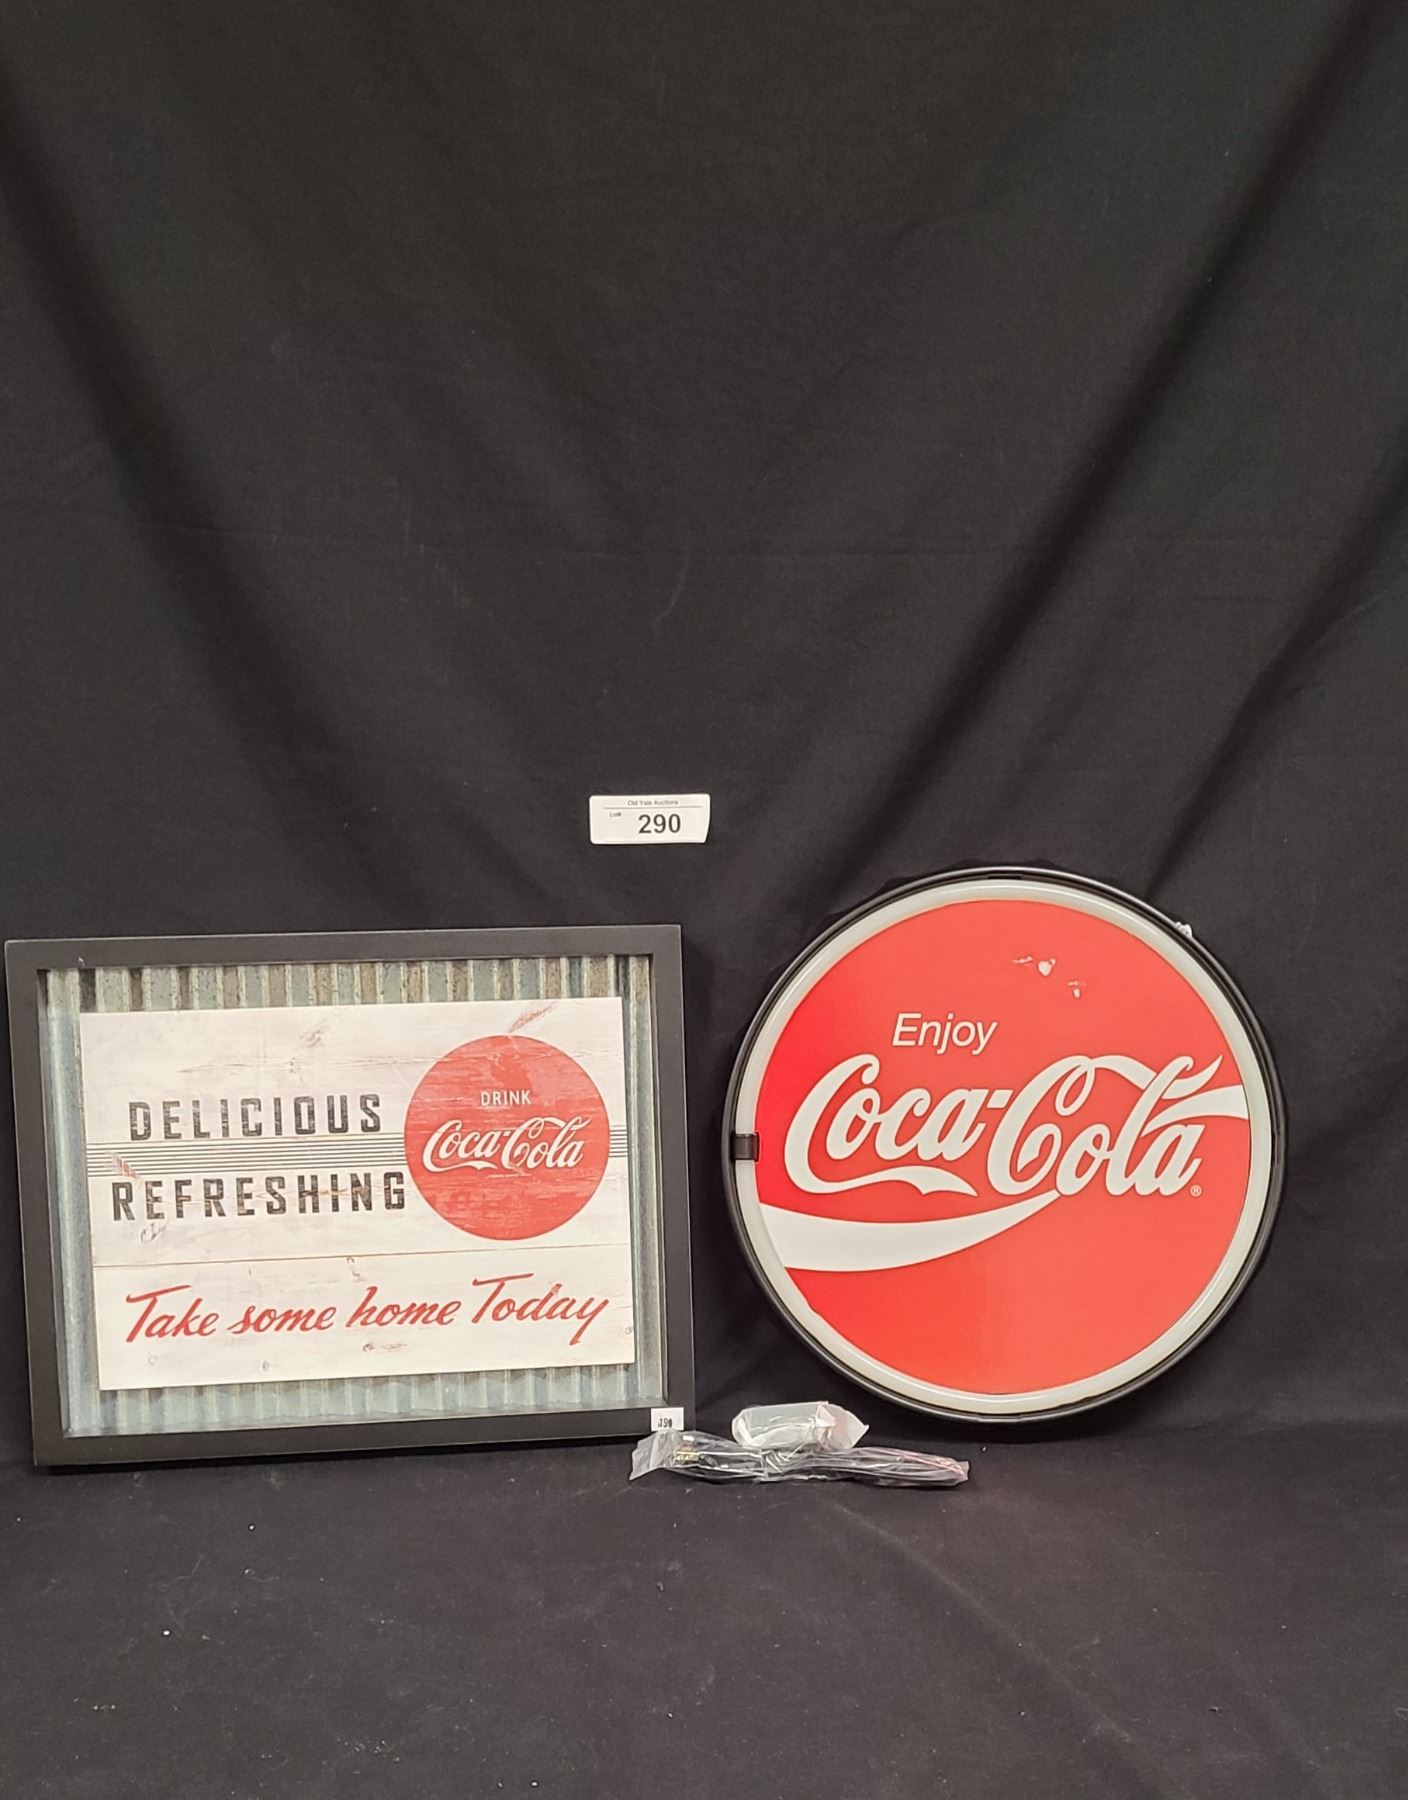 Old Yale Auctions
Lot# 290
DELICIOUS
REFRESHING
DRINK
Coca-Cola
Take some home Today
Enjoy
Coca-Cola®